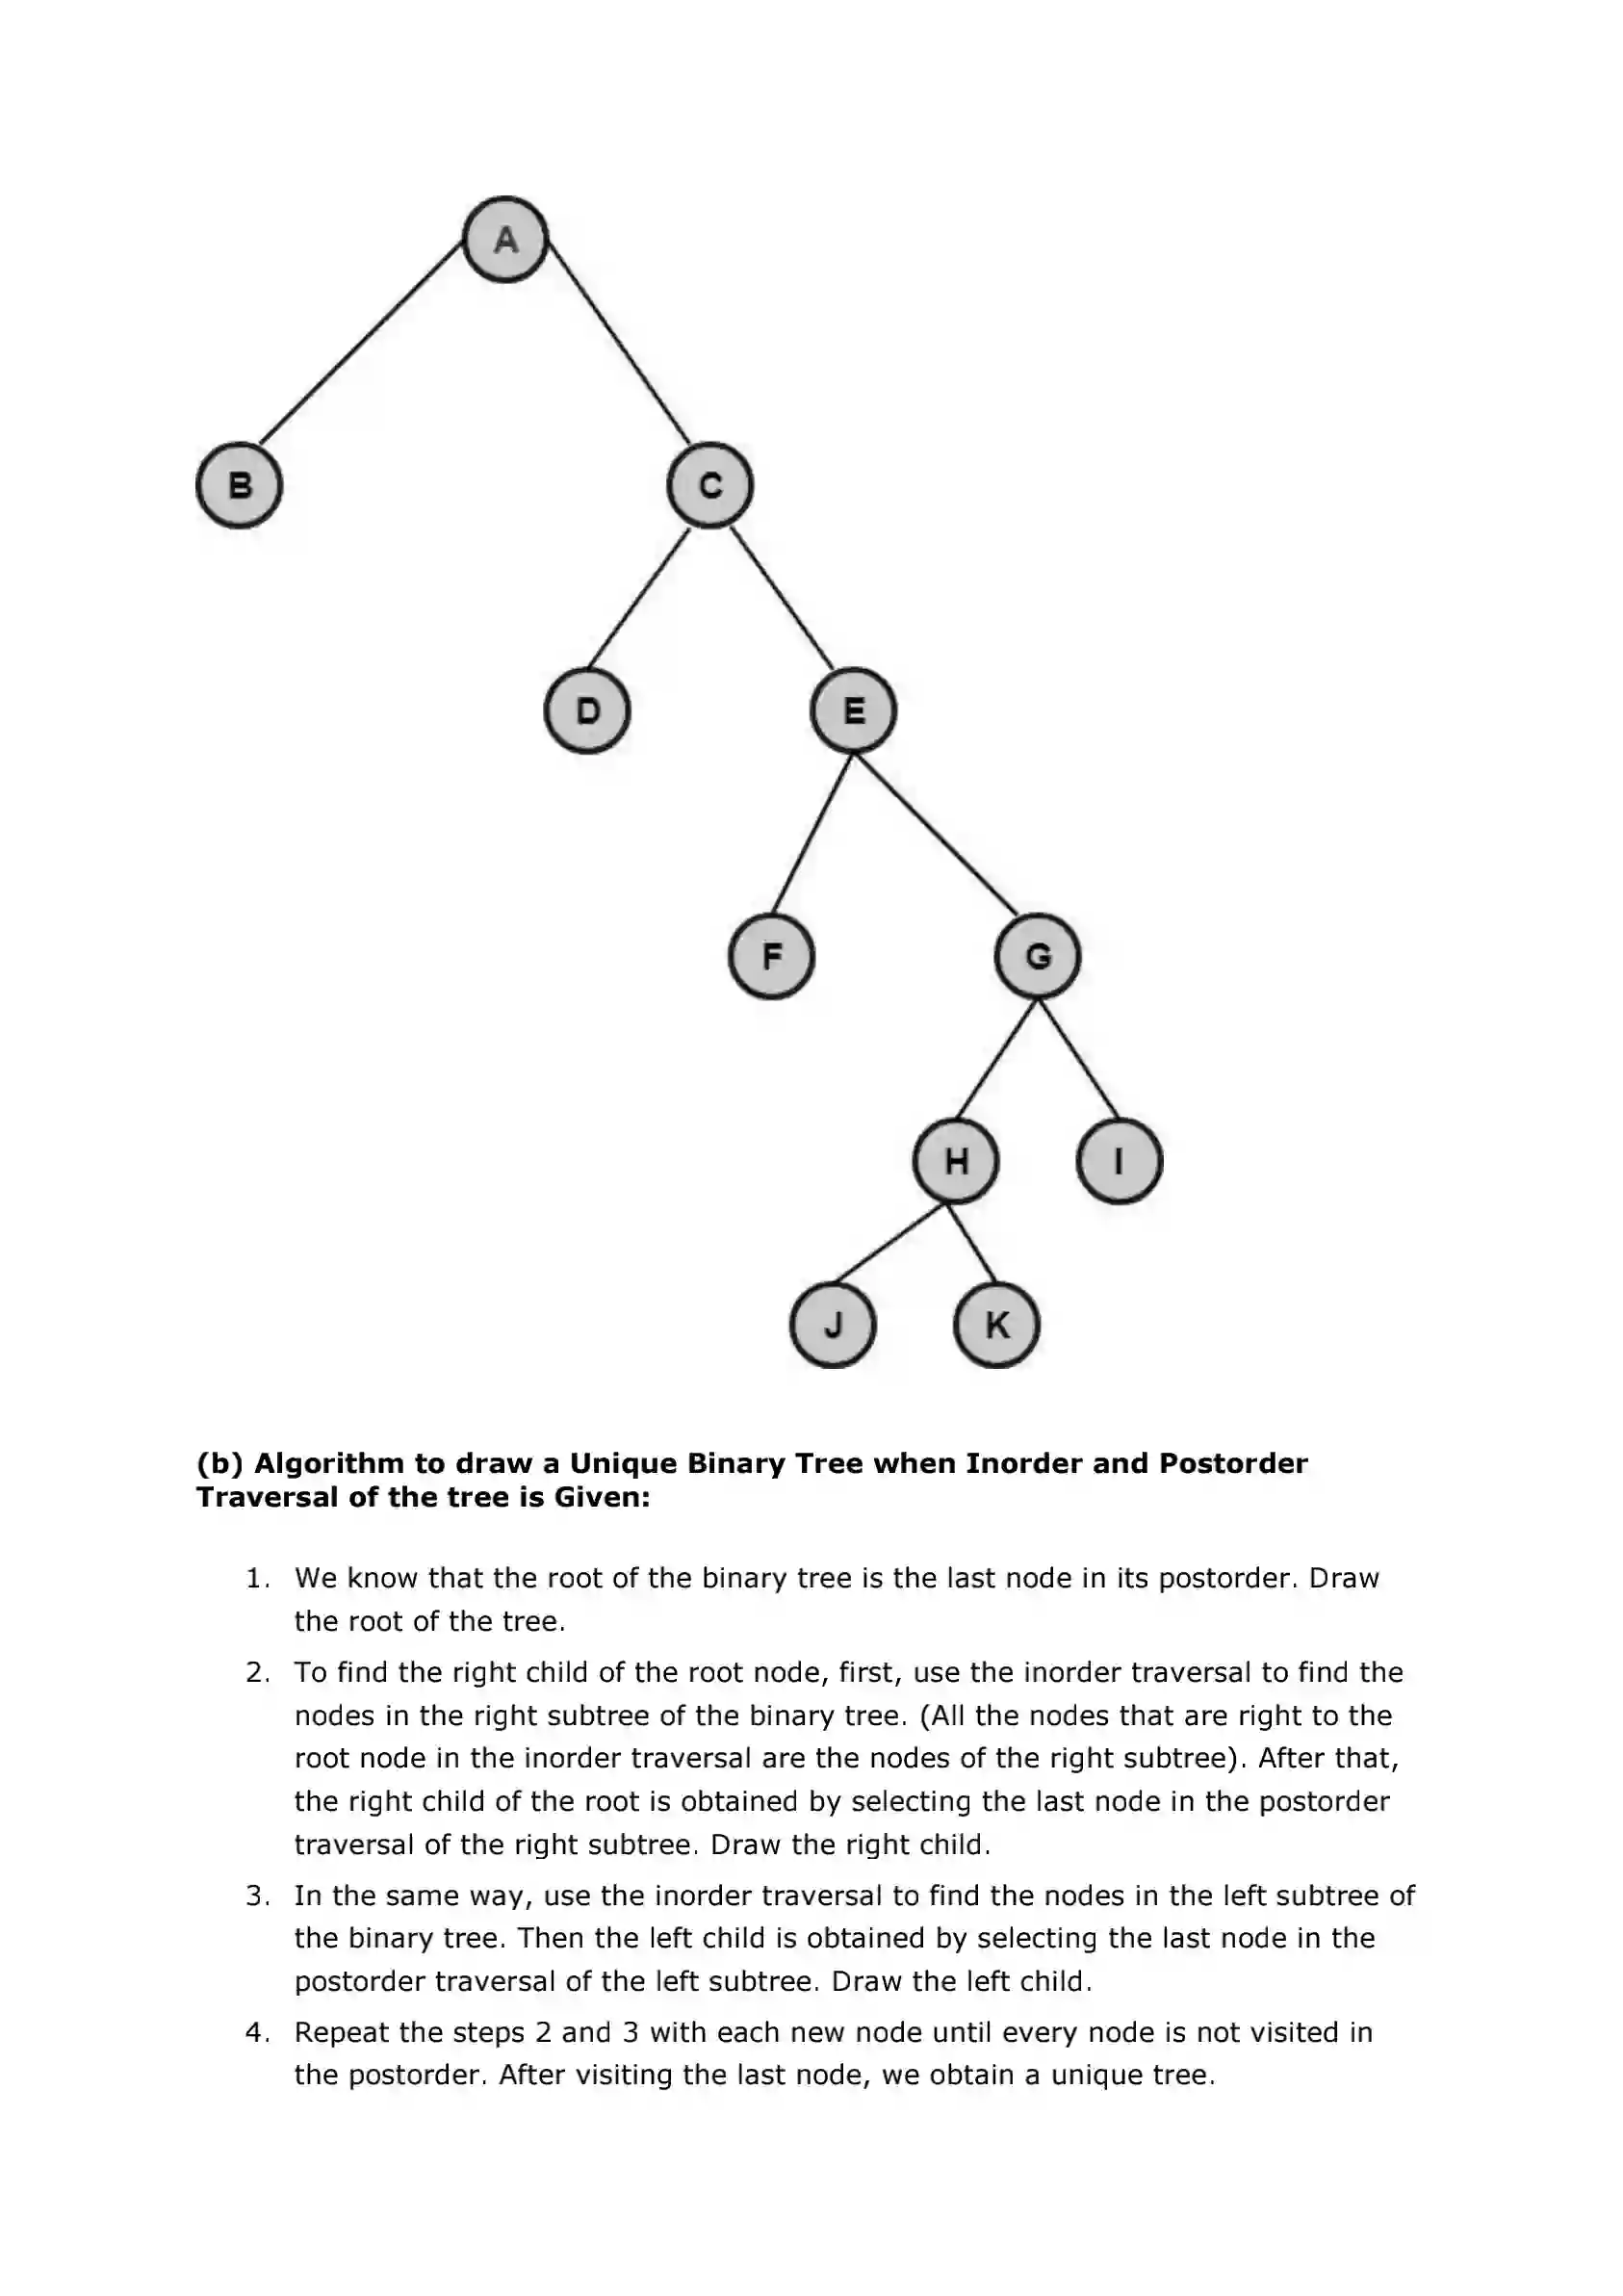 A
B
C
D
E
F
G
H
I
J
K
(b) Algorithm to draw a Unique Binary Tree when Inorder and Postorder
Traversal of the tree is Given:
1. We know that the root of the binary tree is the last node in its postorder. Draw
the root of the tree.
2. To find the right child of the root node, first, use the inorder traversal to find the
nodes in the right subtree of the binary tree. (All the nodes that are right to the
root node in the inorder traversal are the nodes of the right subtree). After that,
the right child of the root is obtained by selecting the last node in the postorder
traversal of the right subtree. Draw the right child.
3. In the same way, use the inorder traversal to find the nodes in the left subtree of
the binary tree. Then the left child is obtained by selecting the last node in the
postorder traversal of the left subtree. Draw the left child.
4. Repeat the steps 2 and 3 with each new node until every node is not visited in
the postorder. After visiting the last node, we obtain a unique tree.